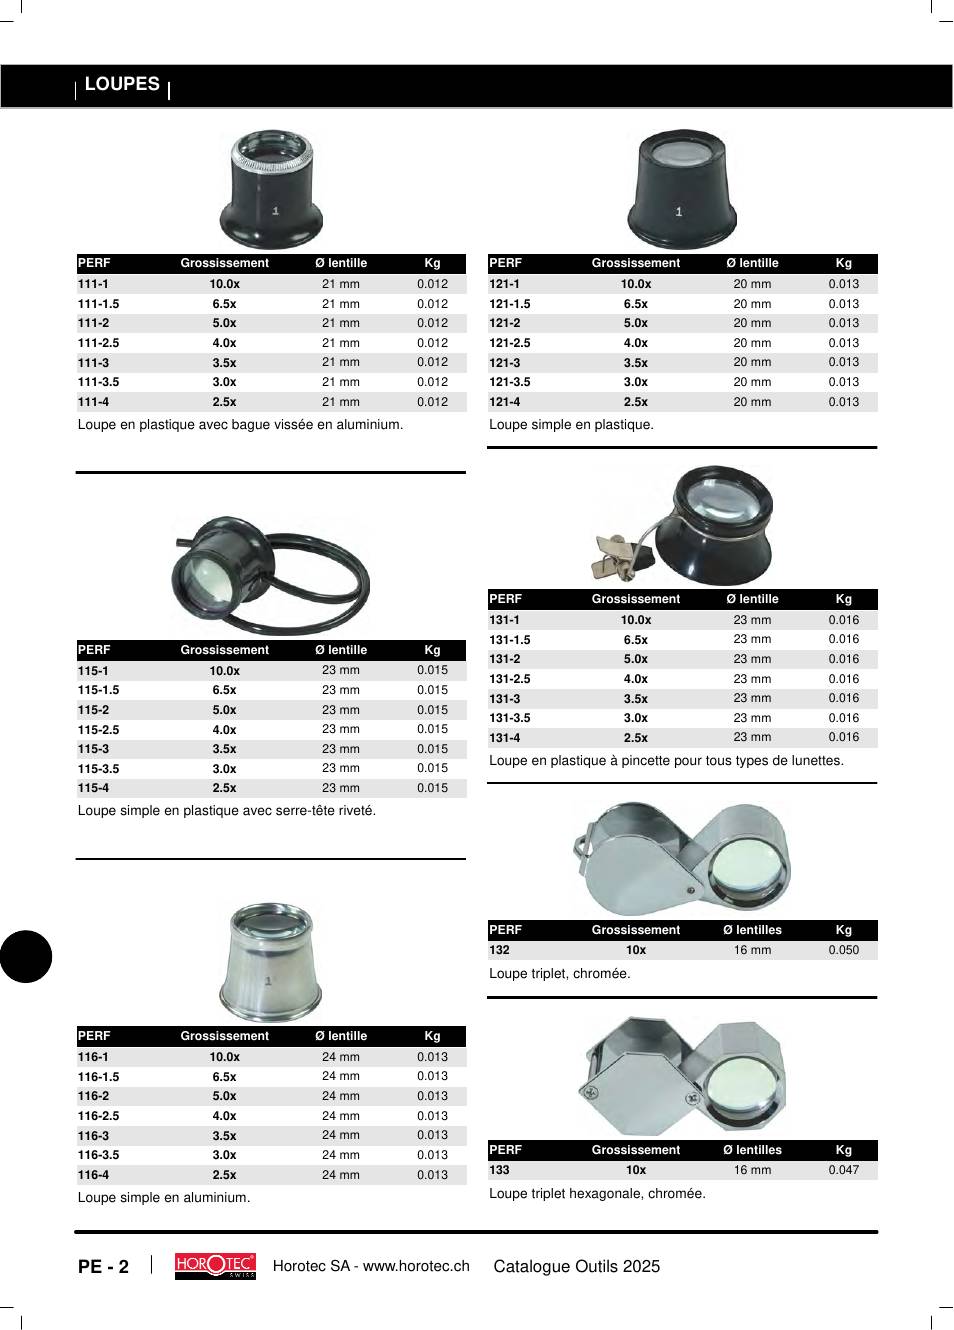 LOUPES
1
PERF Grossissement Ø lentille Kg
111-1 10.0x 21 mm 0.012
111-1.5 6.5x 21 mm 0.012
111-2 5.0x 21 mm 0.012
111-2.5 4.0x 21 mm 0.012
111-3 3.5x 21 mm 0.012
111-3.5 3.0x 21 mm 0.012
111-4 2.5x 21 mm 0.012
Loupe en plastique avec bague vissée en aluminium.
PERF Grossissement Ø lentille Kg
115-1 10.0x 23 mm 0.015
115-1.5 6.5x 23 mm 0.015
115-2 5.0x 23 mm 0.015
115-2.5 4.0x 23 mm 0.015
115-3 3.5x 23 mm 0.015
115-3.5 3.0x 23 mm 0.015
115-4 2.5x 23 mm 0.015
Loupe simple en plastique avec serre-tête riveté.
1
PERF Grossissement Ø lentille Kg
116-1 10.0x 24 mm 0.013
116-1.5 6.5x 24 mm 0.013
116-2 5.0x 24 mm 0.013
116-2.5 4.0x 24 mm 0.013
116-3 3.5x 24 mm 0.013
116-3.5 3.0x 24 mm 0.013
116-4 2.5x 24 mm 0.013
Loupe simple en aluminium.
1
PERF Grossissement Ø lentille Kg
121-1 10.0x 20 mm 0.013
121-1.5 6.5x 20 mm 0.013
121-2 5.0x 20 mm 0.013
121-2.5 4.0x 20 mm 0.013
121-3 3.5x 20 mm 0.013
121-3.5 3.0x 20 mm 0.013
121-4 2.5x 20 mm 0.013
Loupe simple en plastique.
PERF Grossissement Ø lentille Kg
131-1 10.0x 23 mm 0.016
131-1.5 6.5x 23 mm 0.016
131-2 5.0x 23 mm 0.016
131-2.5 4.0x 23 mm 0.016
131-3 3.5x 23 mm 0.016
131-3.5 3.0x 23 mm 0.016
131-4 2.5x 23 mm 0.016
Loupe en plastique à pincette pour tous types de lunettes.
PERF Grossissement Ø lentilles Kg
132 10x 16 mm 0.050
Loupe triplet, chromée.
PERF Grossissement Ø lentilles Kg
133 10x 16 mm 0.047
Loupe triplet hexagonale, chromée.
PE - 2 HOROTEC® SWISS Horotec SA - www.horotec.ch Catalogue Outils 2025